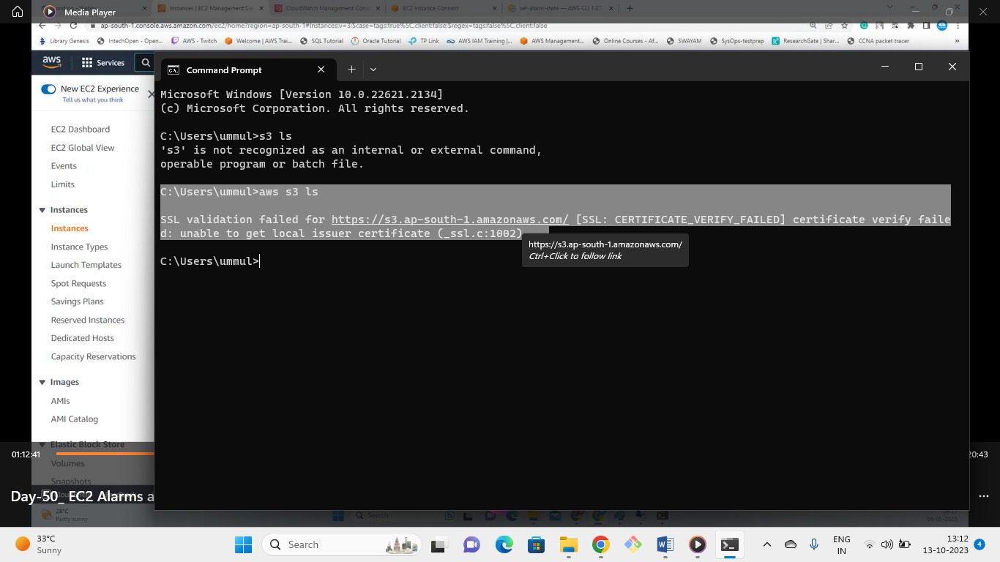 Media Player
Instances | EC2 Management Co
CloudWatch Management Cons
EC2 Instance Connect
set-alarm-state — AWS CLI 1.27
ap-south-1.console.aws.amazon.com/ec2/home?region=ap-south-1#Instances:v=3;$case=tags:true%5C,client:false;$regex=tags:false%5C,client:false
Library Genesis
IntechOpen - Open...
AWS - Twitch
Welcome | AWS Trai...
SQL Tutorial
Oracle Tutorial
TP Link
AWS IAM Training |...
AWS Management...
Online Courses - Af...
SWAYAM
SysOps-testprep
ResearchGate | Shar...
CCNA packet tracer
aws
Services
New EC2 Experience
Tell us what you think
EC2 Dashboard
EC2 Global View
Events
Limits
Instances
Instances
Instance Types
Launch Templates
Spot Requests
Savings Plans
Reserved Instances
Dedicated Hosts
Capacity Reservations
Images
AMIs
AMI Catalog
Elastic Block Store
Volumes
Snapshots
Command Prompt
Microsoft Windows [Version 10.0.22621.2134]
(c) Microsoft Corporation. All rights reserved.
C:\Users\ummul>s3 ls
's3' is not recognized as an internal or external command,
operable program or batch file.
C:\Users\ummul>aws s3 ls
SSL validation failed for https://s3.ap-south-1.amazonaws.com/ [SSL: CERTIFICATE_VERIFY_FAILED] certificate verify faile
d: unable to get local issuer certificate (_ssl.c:1002)
https://s3.ap-south-1.amazonaws.com/
Ctrl+Click to follow link
C:\Users\ummul>
01:12:41
20:43
Day-50_ EC2 Alarms a
28°C
Partly sunny
Search
09-05-2023
33°C
Sunny
Search
ENG
IN
13:12
13-10-2023
4